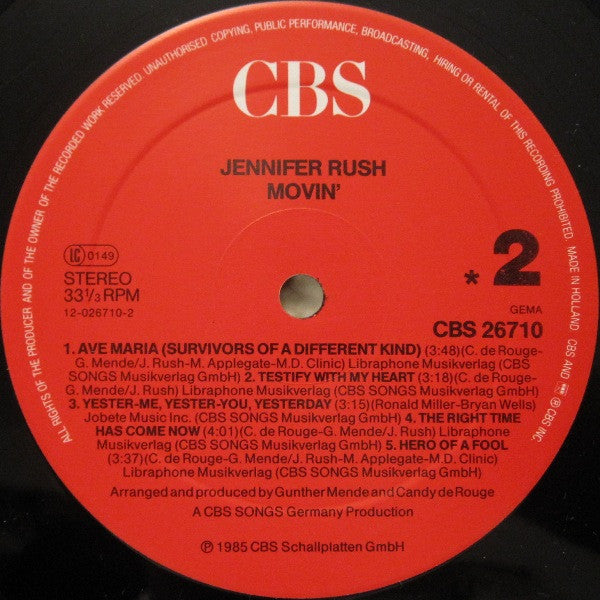 ALL RIGHTS OF THE PRODUCER AND OF THE OWNER OF THE RECORDED WORK RESERVED. UNAUTHORISED COPYING, PUBLIC PERFORMANCE, BROADCASTING, HIRING OR RENTAL OF THIS RECORDING PROHIBITED. MADE IN HOLLAND. CBS AND ® CBS INC.
CBS
JENNIFER RUSH
MOVIN'
LC 0149
STEREO
33 1/3 RPM
12-026710-2
* 2
GEMA
CBS 26710
1. AVE MARIA (SURVIVORS OF A DIFFERENT KIND) (3:48)(C. de Rouge-
G. Mende/J. Rush-M. Applegate-M.D. Clinic) Libraphone Musikverlag (CBS
SONGS Musikverlag GmbH) 2. TESTIFY WITH MY HEART (3:18)(C. de Rouge-
G. Mende/J. Rush) Libraphone Musikverlag (CBS SONGS Musikverlag GmbH)
3. YESTER-ME, YESTER-YOU, YESTERDAY (3:15)(Ronald Miller-Bryan Wells)
Jobete Music Inc. (CBS SONGS Musikverlag GmbH) 4. THE RIGHT TIME
HAS COME NOW (4:01)(C. de Rouge-G. Mende/J. Rush) Libraphone
Musikverlag (CBS SONGS Musikverlag GmbH) 5. HERO OF A FOOL
(3:37)(C. de Rouge-G. Mende/J. Rush-M. Applegate-M.D. Clinic)
Libraphone Musikverlag (CBS SONGS Musikverlag GmbH)
Arranged and produced by Gunther Mende and Candy de Rouge
A CBS SONGS Germany Production
℗ 1985 CBS Schallplatten GmbH